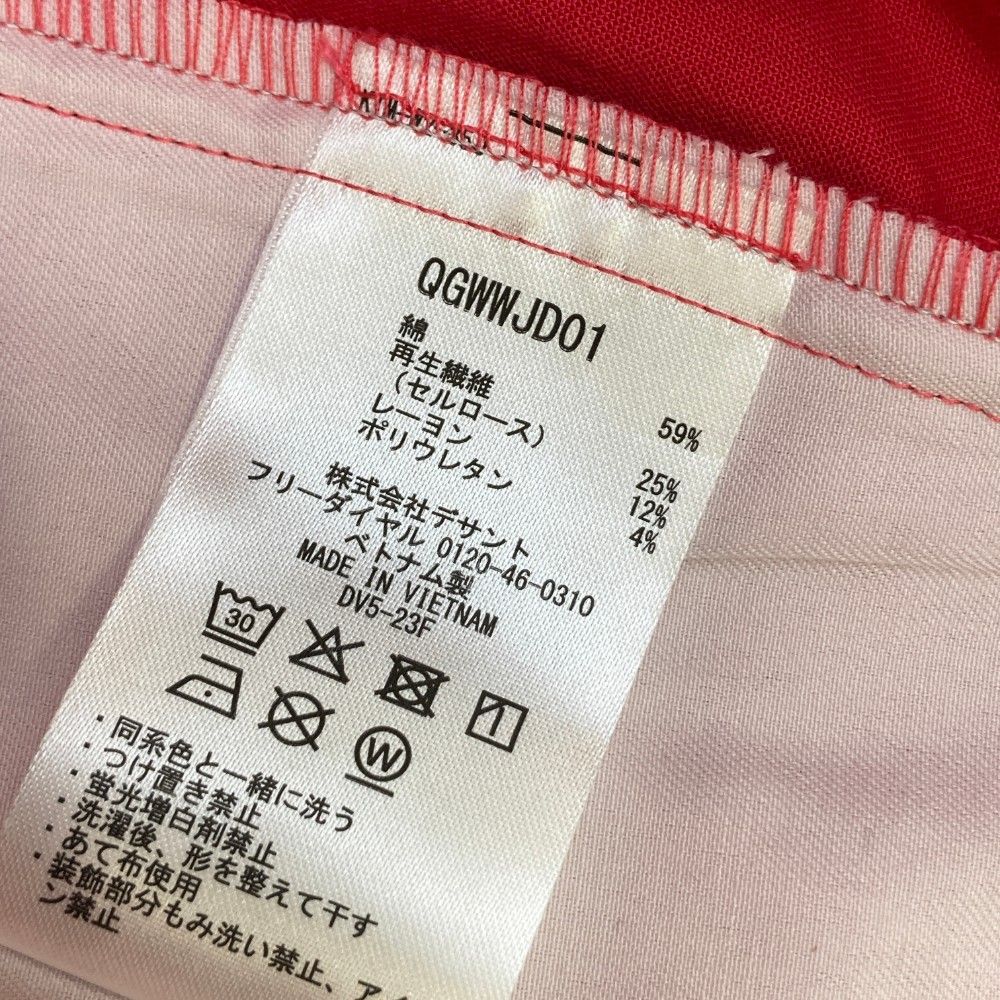 QGWWJD01
綿 59%
再生繊維
(セルロース) 25%
レーヨン 12%
ポリウレタン 4%
株式会社デサント
フリーダイヤル 0120-46-0310
ベトナム製
MADE IN VIETNAM
DV5-23F
30
1
W
・同系色と一緒に洗う
・つけ置き禁止
・蛍光増白剤禁止
・洗濯後、形を整えて干す
・あて布使用
・装飾部分もみ洗い禁止、アイ
ン禁止